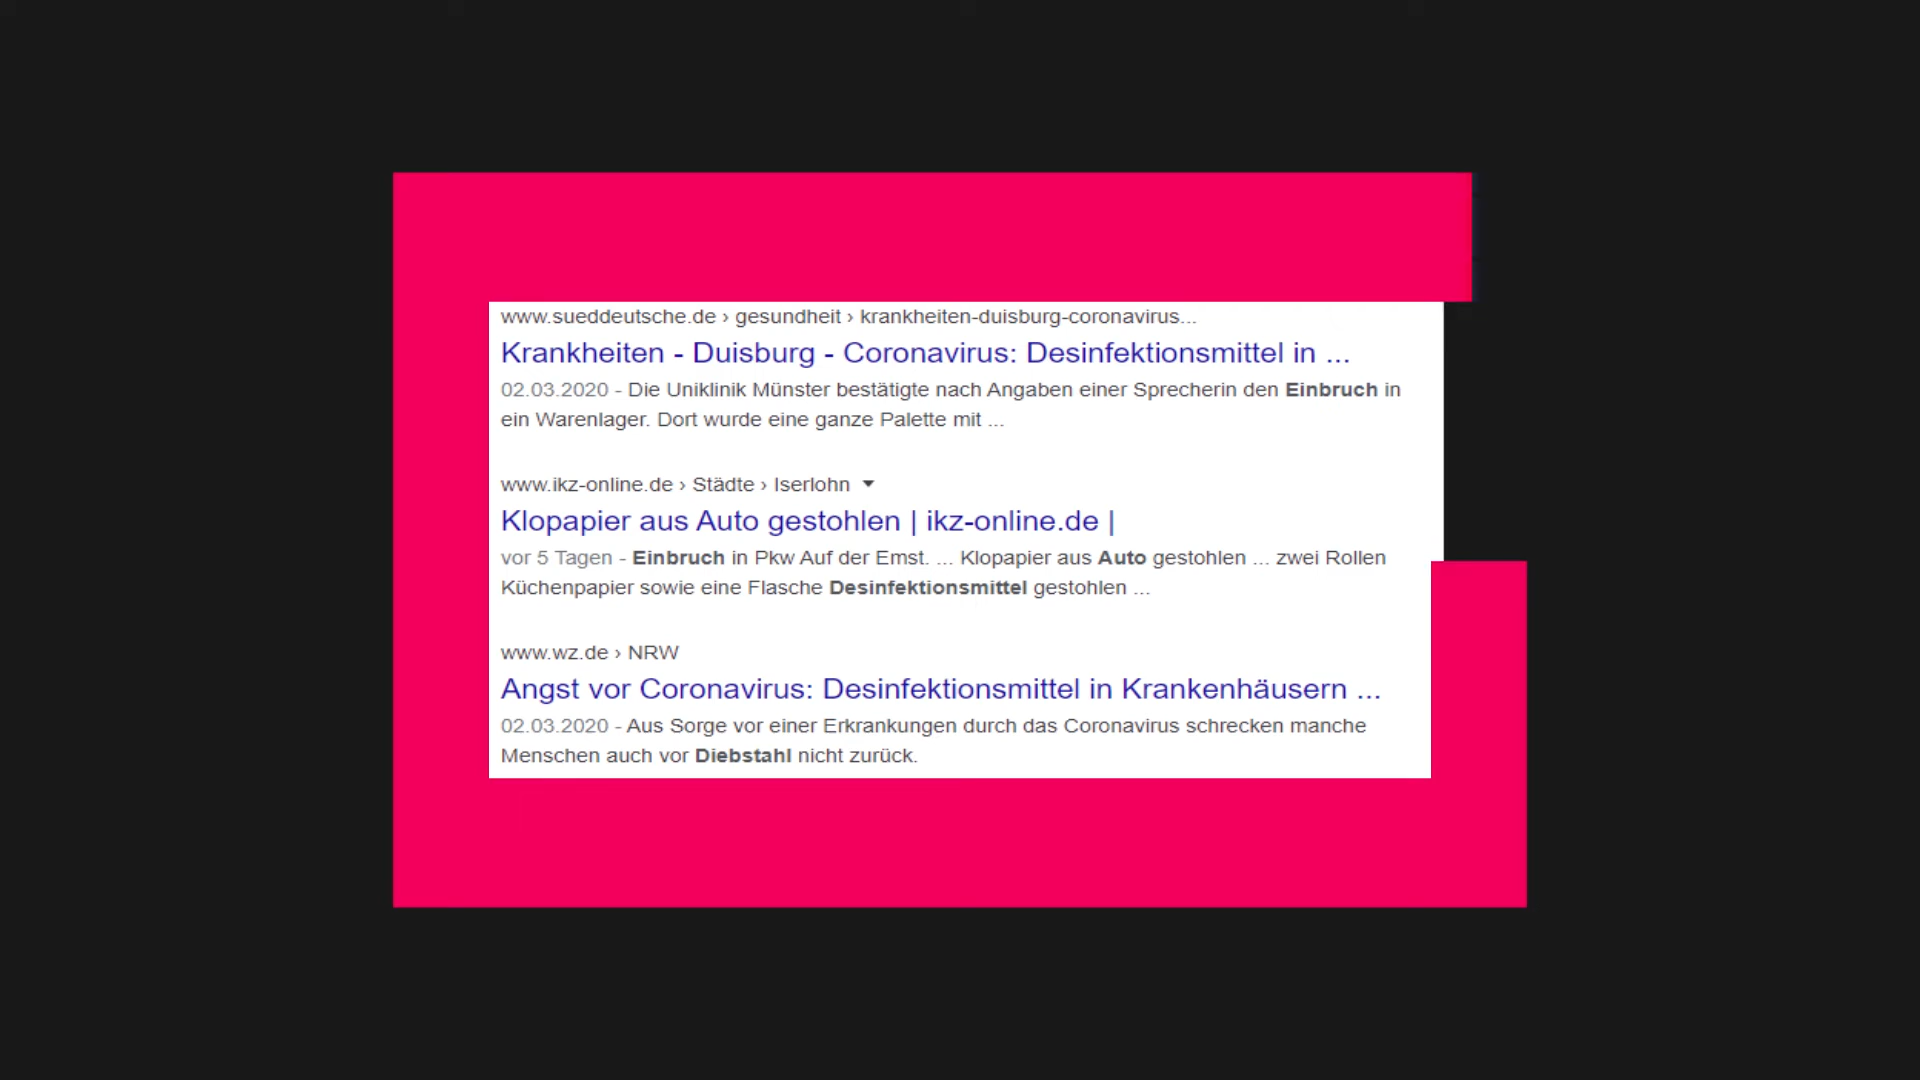 www.sueddeutsche.de › gesundheit › krankheiten-duisburg-coronavirus...
Krankheiten - Duisburg - Coronavirus: Desinfektionsmittel in ...
02.03.2020 - Die Uniklinik Münster bestätigte nach Angaben einer Sprecherin den Einbruch in
ein Warenlager. Dort wurde eine ganze Palette mit ...
www.ikz-online.de › Städte › Iserlohn
Klopapier aus Auto gestohlen | ikz-online.de |
vor 5 Tagen - Einbruch in Pkw Auf der Emst. ... Klopapier aus Auto gestohlen ... zwei Rollen
Küchenpapier sowie eine Flasche Desinfektionsmittel gestohlen ...
www.wz.de › NRW
Angst vor Coronavirus: Desinfektionsmittel in Krankenhäusern ...
02.03.2020 - Aus Sorge vor einer Erkrankungen durch das Coronavirus schrecken manche
Menschen auch vor Diebstahl nicht zurück.